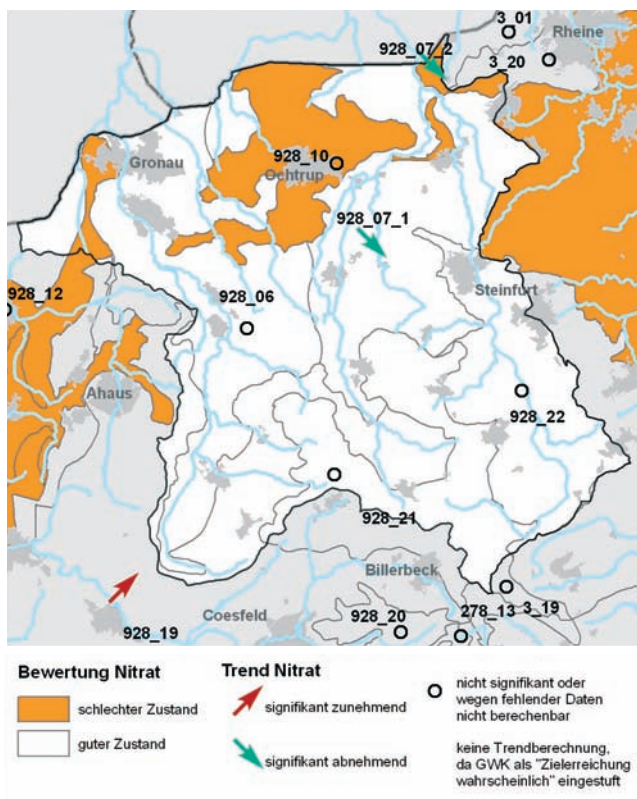 3_01
Rheine
928_07_2
3_20
Gronau
928_10
Ochtrup
928_07_1
928_12
928_06
Steinfurt
Ahaus
928_22
928_21
Billerbeck
278_13
3_19
Coesfeld
928_20
928_19
Bewertung Nitrat
schlechter Zustand
guter Zustand
Trend Nitrat
signifikant zunehmend
signifikant abnehmend
nicht signifikant oder
wegen fehlender Daten
nicht berechenbar
keine Trendberechnung,
da GWK als "Zielerreichung
wahrscheinlich" eingestuft